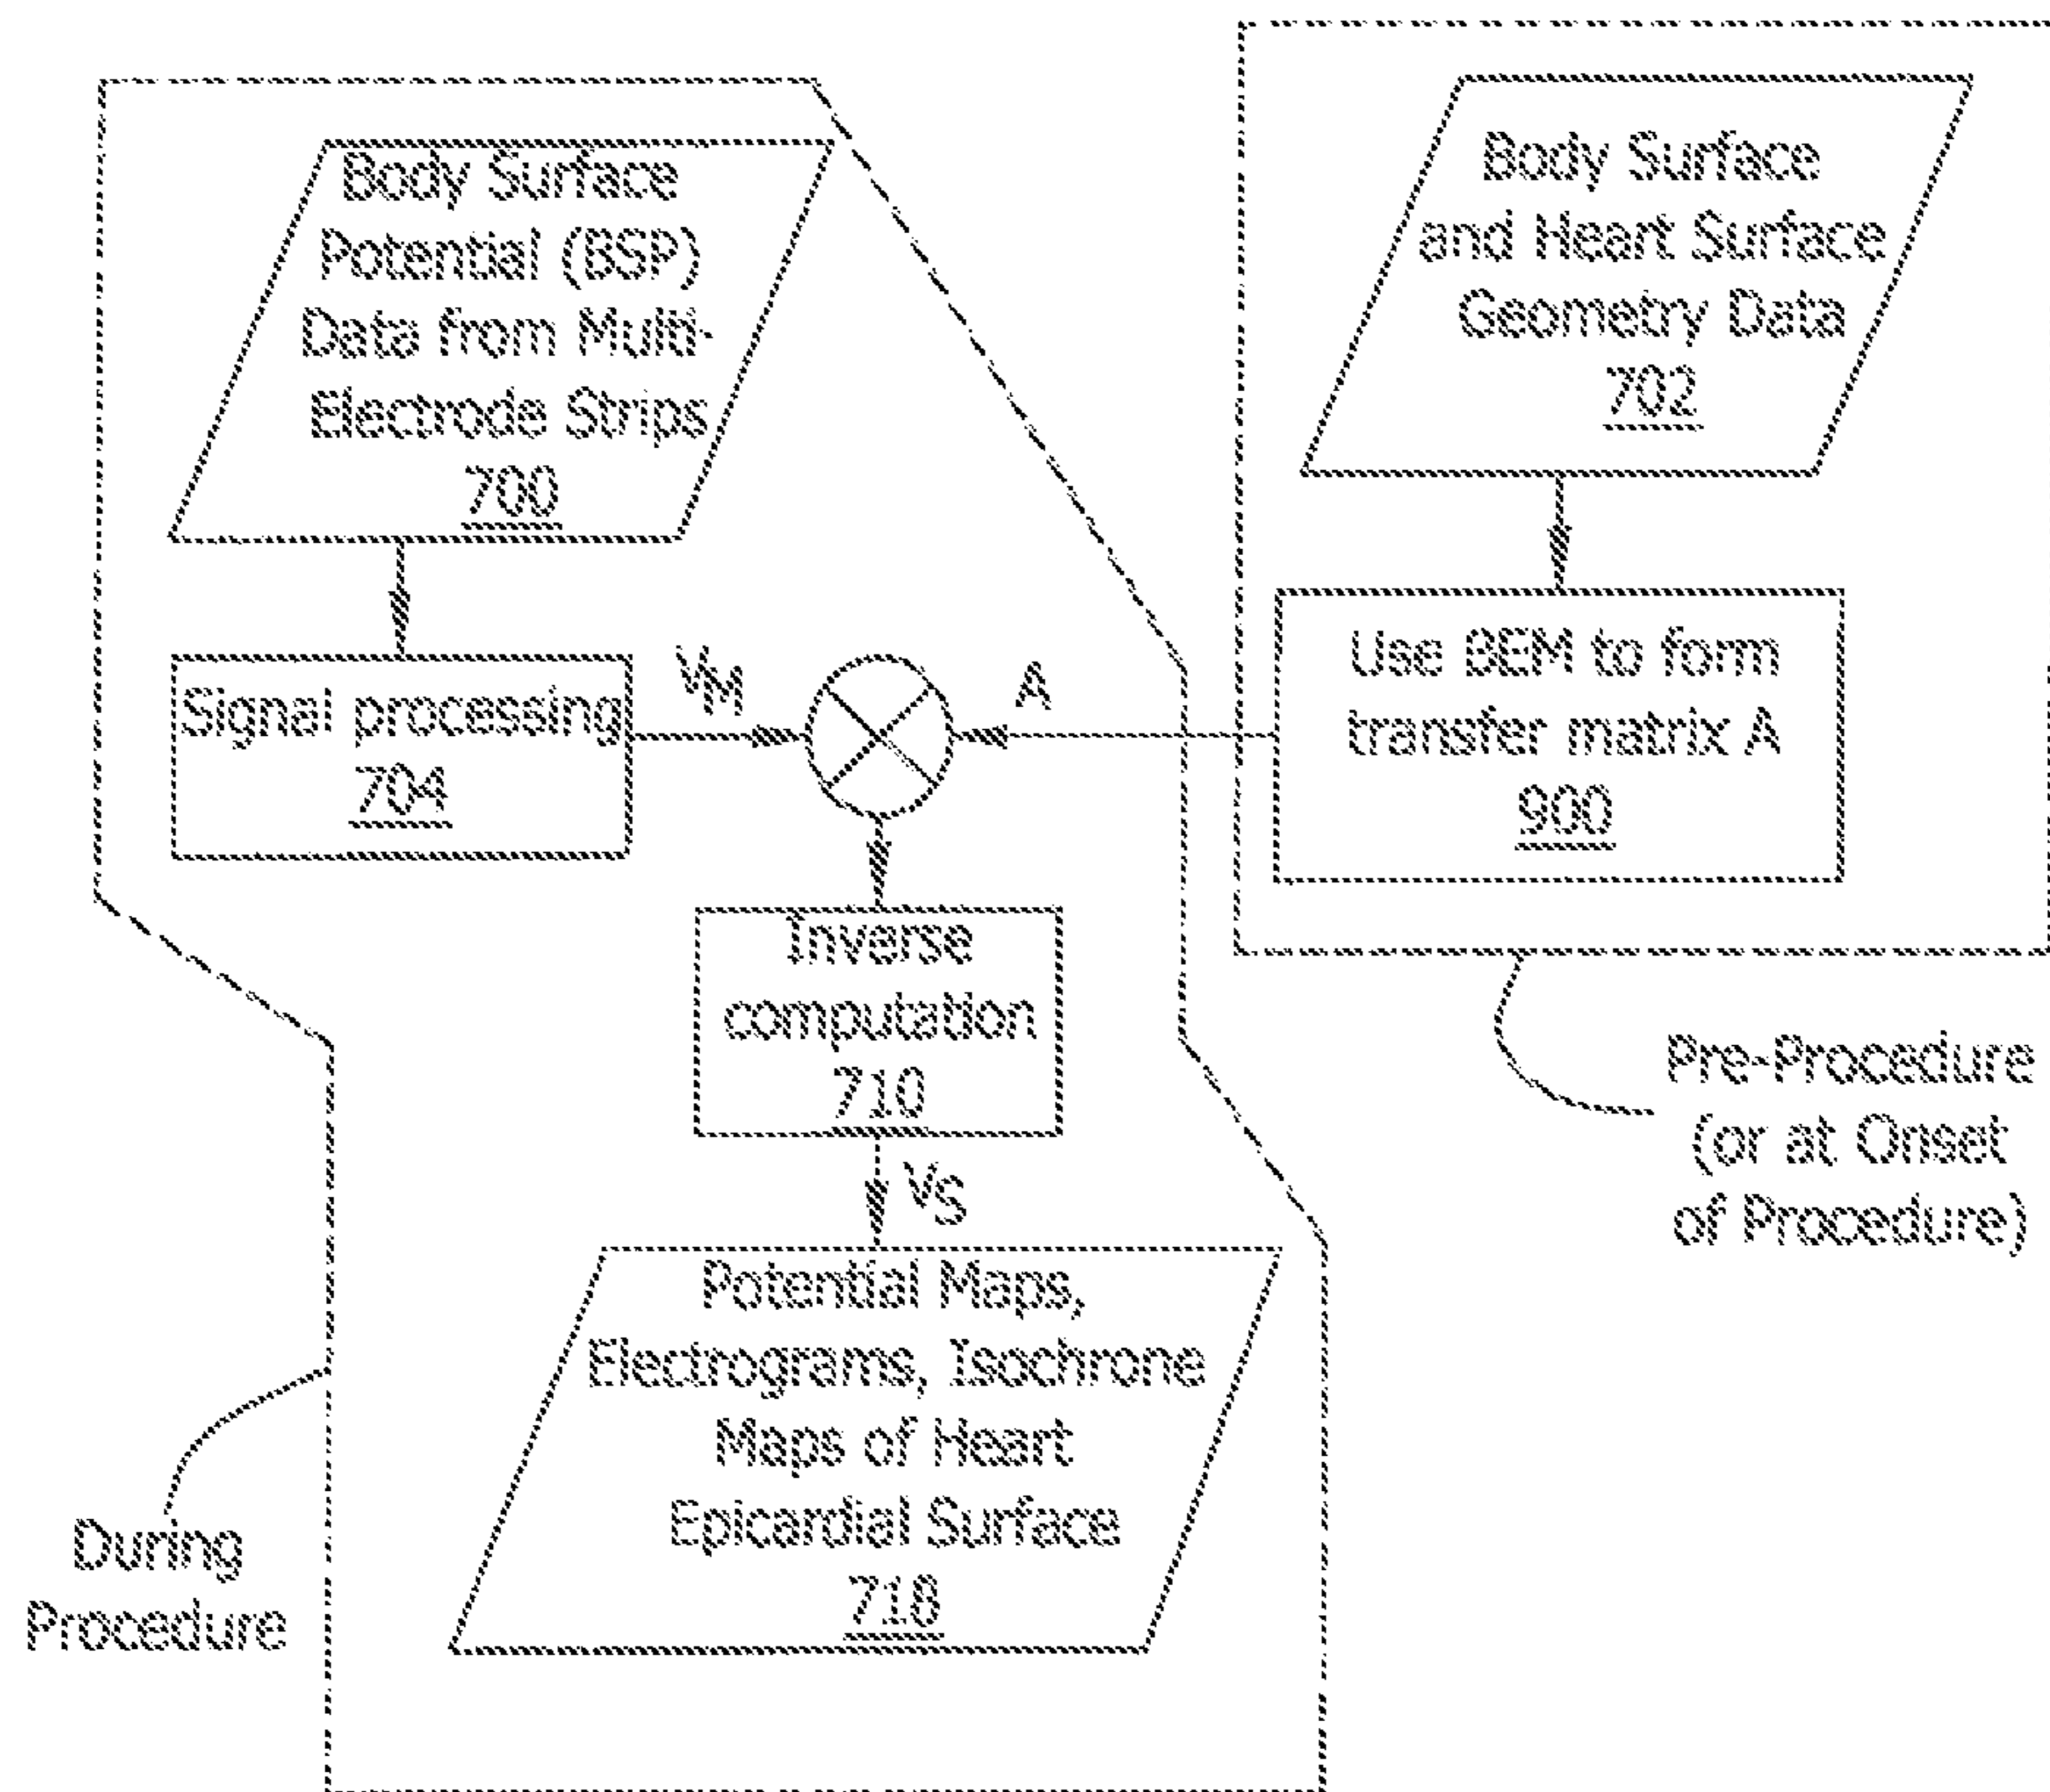 Body Surface
Potential (BSP)
Data from Multi-
Electrode Strips
700
Body Surface
and Heart Surface
Geometry Data
702
Signal processing
704
VM
A
Use BEM to form
transfer matrix A
900
Inverse
computation
710
VS
Potential Maps,
Electrograms, Isochrone
Maps of Heart
Epicardial Surface
718
Pre-Procedure
(or at Onset
of Procedure)
During
Procedure